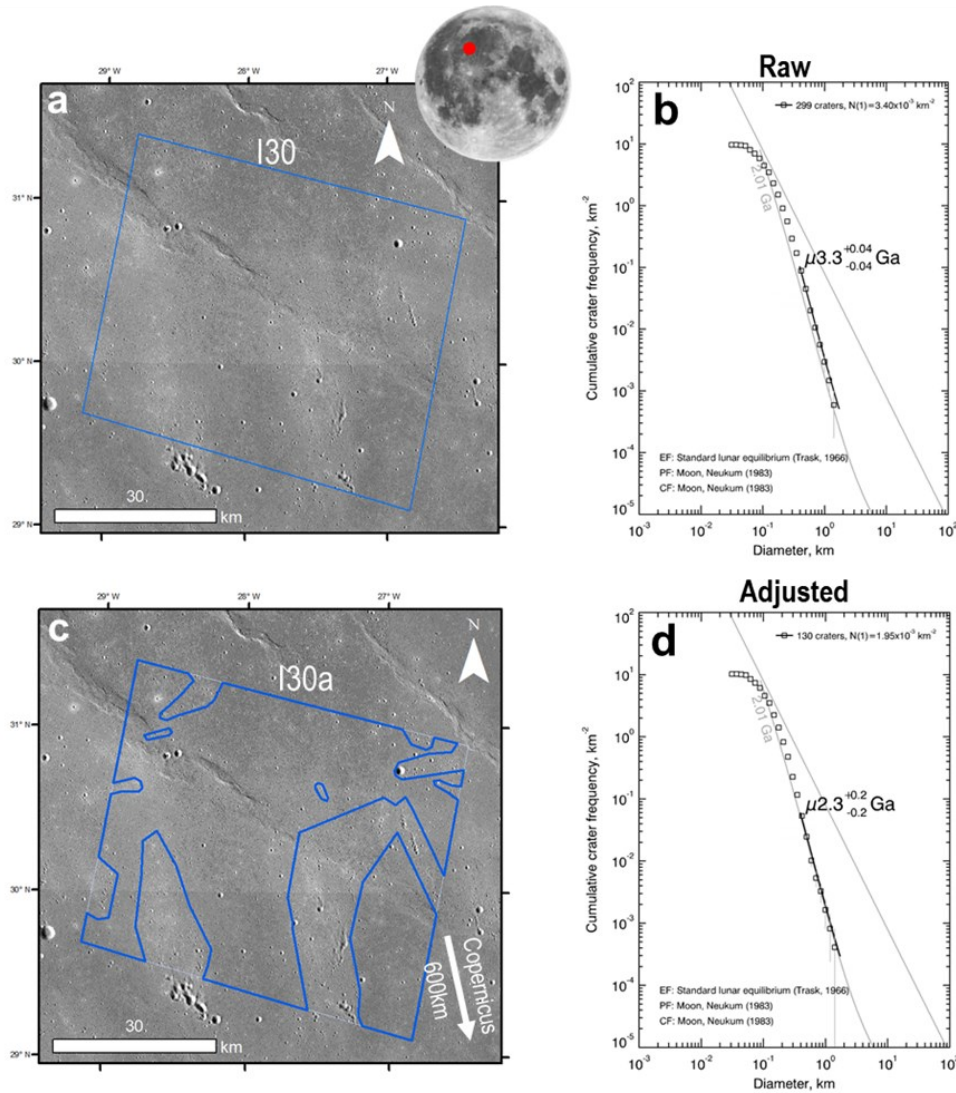 29° W
28° W
27° W
a
I30
N
31° N
30° N
29° N
30.
km
Raw
b
299 craters, N(1)=3.40x10⁻³ km⁻²
10²
10¹
10⁰
10⁻¹
10⁻²
10⁻³
10⁻⁴
10⁻⁵
Cumulative crater frequency, km⁻²
2.01 Ga
μ3.3 +0.04 -0.04 Ga
EF: Standard lunar equilibrium (Trask, 1966)
PF: Moon, Neukum (1983)
CF: Moon, Neukum (1983)
10⁻³ 10⁻² 10⁻¹ 10⁰ 10¹ 10²
Diameter, km
29° W
28° W
27° W
c
I30a
N
31° N
30° N
29° N
Copernicus
600km
30.
km
Adjusted
d
130 craters, N(1)=1.95x10⁻³ km⁻²
10²
10¹
10⁰
10⁻¹
10⁻²
10⁻³
10⁻⁴
10⁻⁵
Cumulative crater frequency, km⁻²
2.01 Ga
μ2.3 +0.2 -0.2 Ga
EF: Standard lunar equilibrium (Trask, 1966)
PF: Moon, Neukum (1983)
CF: Moon, Neukum (1983)
10⁻³ 10⁻² 10⁻¹ 10⁰ 10¹ 10²
Diameter, km